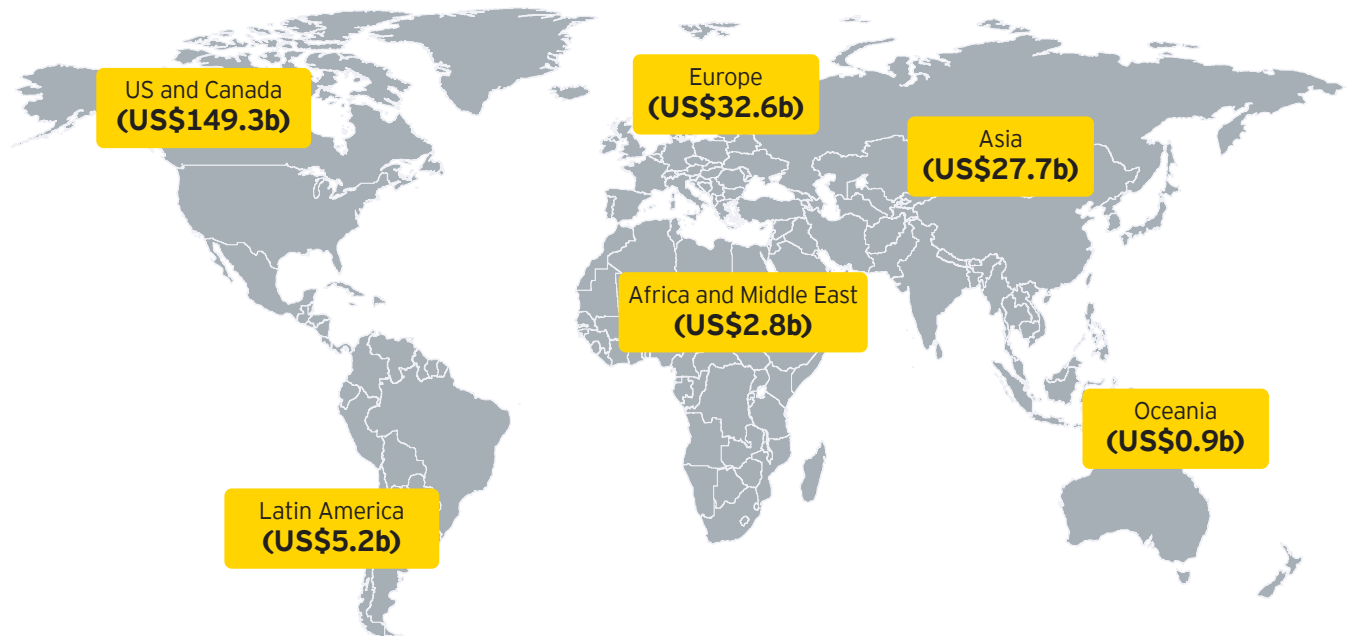 US and Canada
(US$149.3b)
Europe
(US$32.6b)
Asia
(US$27.7b)
Africa and Middle East
(US$2.8b)
Oceania
(US$0.9b)
Latin America
(US$5.2b)